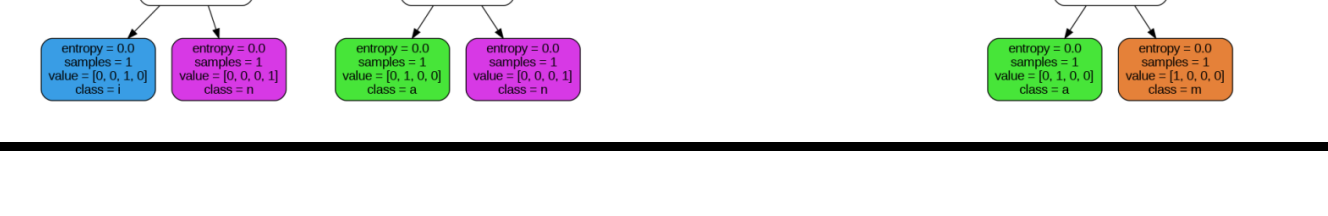 entropy = 0.0
samples = 1
value = [0, 0, 1, 0]
class = i
entropy = 0.0
samples = 1
value = [0, 0, 0, 1]
class = n
entropy = 0.0
samples = 1
value = [0, 1, 0, 0]
class = a
entropy = 0.0
samples = 1
value = [0, 0, 0, 1]
class = n
entropy = 0.0
samples = 1
value = [0, 1, 0, 0]
class = a
entropy = 0.0
samples = 1
value = [1, 0, 0, 0]
class = m